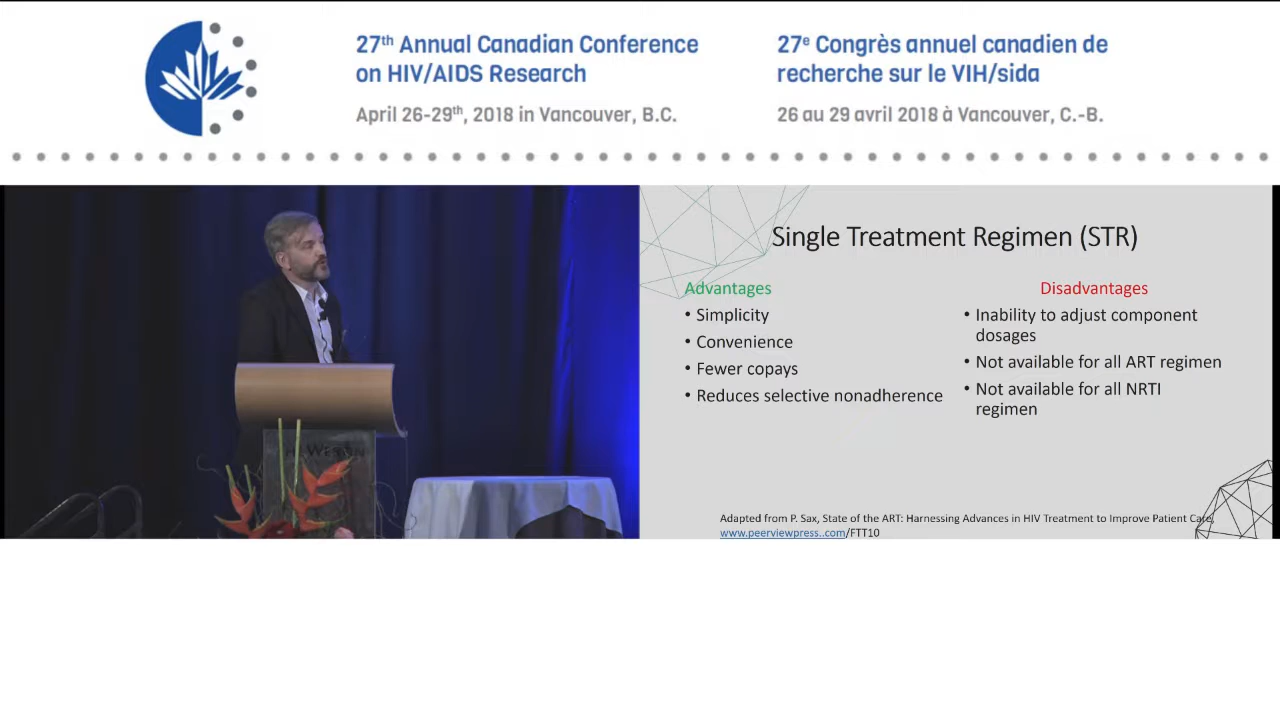 27th Annual Canadian Conference
on HIV/AIDS Research
April 26-29th, 2018 in Vancouver, B.C.
27e Congrès annuel canadien de
recherche sur le VIH/sida
26 au 29 avril 2018 à Vancouver, C.-B.
Single Treatment Regimen (STR)
Advantages
• Simplicity
• Convenience
• Fewer copays
• Reduces selective nonadherence
Disadvantages
• Inability to adjust component
dosages
• Not available for all ART regimen
• Not available for all NRTI
regimen
Adapted from P. Sax, State of the ART: Harnessing Advances in HIV Treatment to Improve Patient Care,
www.peerviewpress..com/FTT10